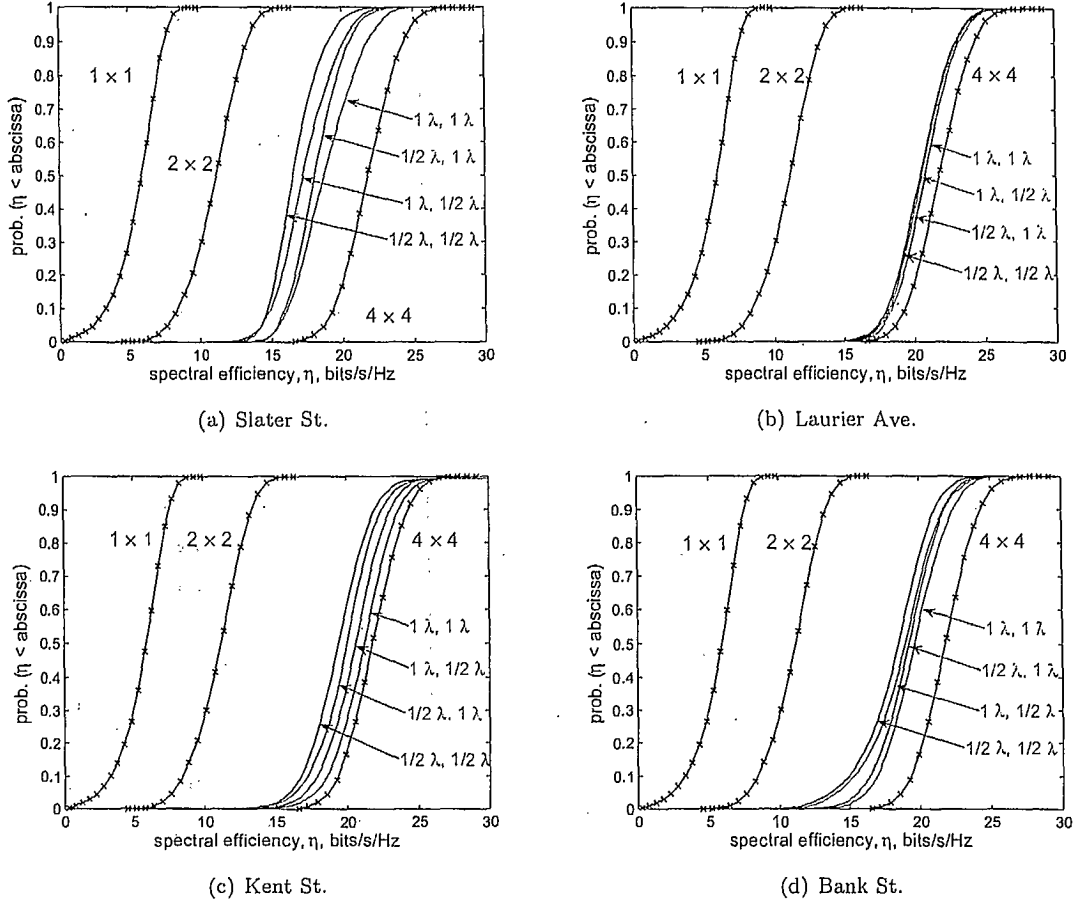 prob. (η < abscissa)
1
0.9
0.8
0.7
0.6
0.5
0.4
0.3
0.2
0.1
0
1 × 1
2 × 2
1 λ, 1 λ
1/2 λ, 1 λ
1 λ, 1/2 λ
1/2 λ, 1/2 λ
4 × 4
0 5 10 15 20 25 30
spectral efficiency, η, bits/s/Hz
(a) Slater St.
prob. (η < abscissa)
1
0.9
0.8
0.7
0.6
0.5
0.4
0.3
0.2
0.1
0
1 × 1
2 × 2
4 × 4
1 λ, 1 λ
1 λ, 1/2 λ
1/2 λ, 1 λ
1/2 λ, 1/2 λ
0 5 10 15 20 25 30
spectral efficiency, η, bits/s/Hz
(b) Laurier Ave.
prob. (η < abscissa)
1
0.9
0.8
0.7
0.6
0.5
0.4
0.3
0.2
0.1
0
1 × 1
2 × 2
4 × 4
1 λ, 1 λ
1 λ, 1/2 λ
1/2 λ, 1 λ
1/2 λ, 1/2 λ
0 5 10 15 20 25 30
spectral efficiency, η, bits/s/Hz
(c) Kent St.
prob. (η < abscissa)
1
0.9
0.8
0.7
0.6
0.5
0.4
0.3
0.2
0.1
0
1 × 1
2 × 2
4 × 4
1 λ, 1 λ
1/2 λ, 1 λ
1 λ, 1/2 λ
1/2 λ, 1/2 λ
0 5 10 15 20 25 30
spectral efficiency, η, bits/s/Hz
(d) Bank St.